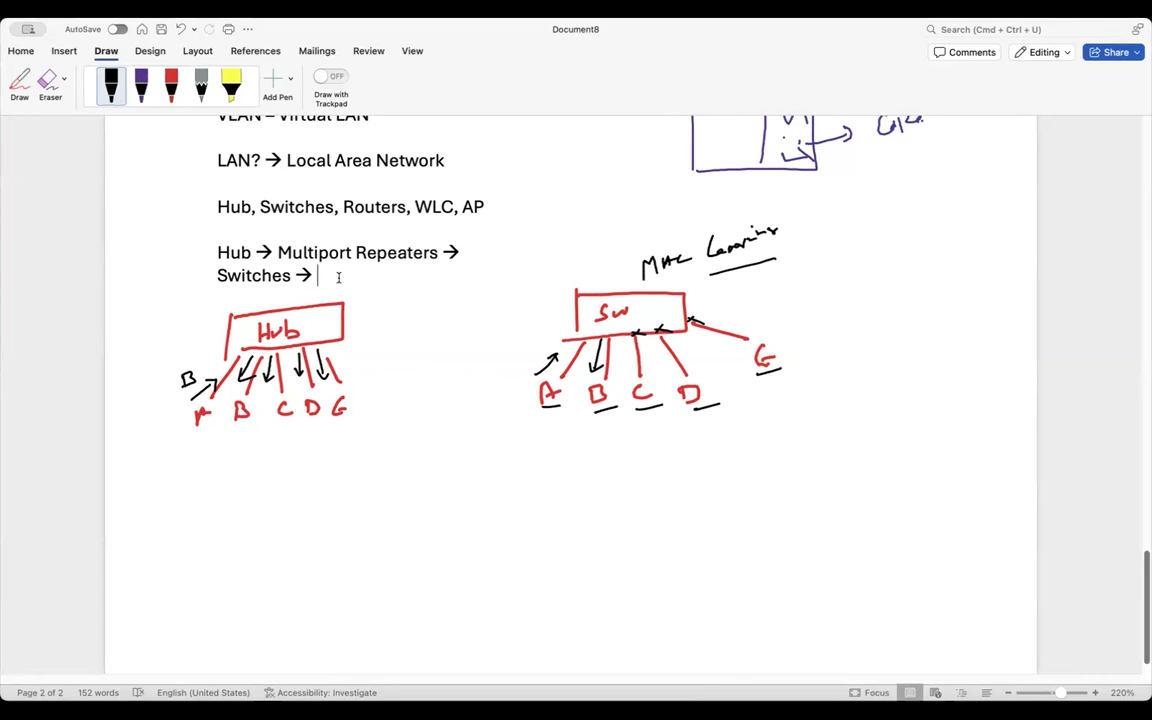 AutoSave
Document8
Search (Cmd + Ctrl + U)
Home Insert Draw Design Layout References Mailings Review View
Comments Editing Share
OFF
Draw Eraser Add Pen Draw with Trackpad
VLAN – Virtual LAN
LAN? → Local Area Network
Hub, Switches, Routers, WLC, AP
Hub → Multiport Repeaters →
Switches →
MAC Learning
Hub
Sw
B
A B C D E
A B C D E
Page 2 of 2 152 words English (United States) Accessibility: Investigate Focus 220%